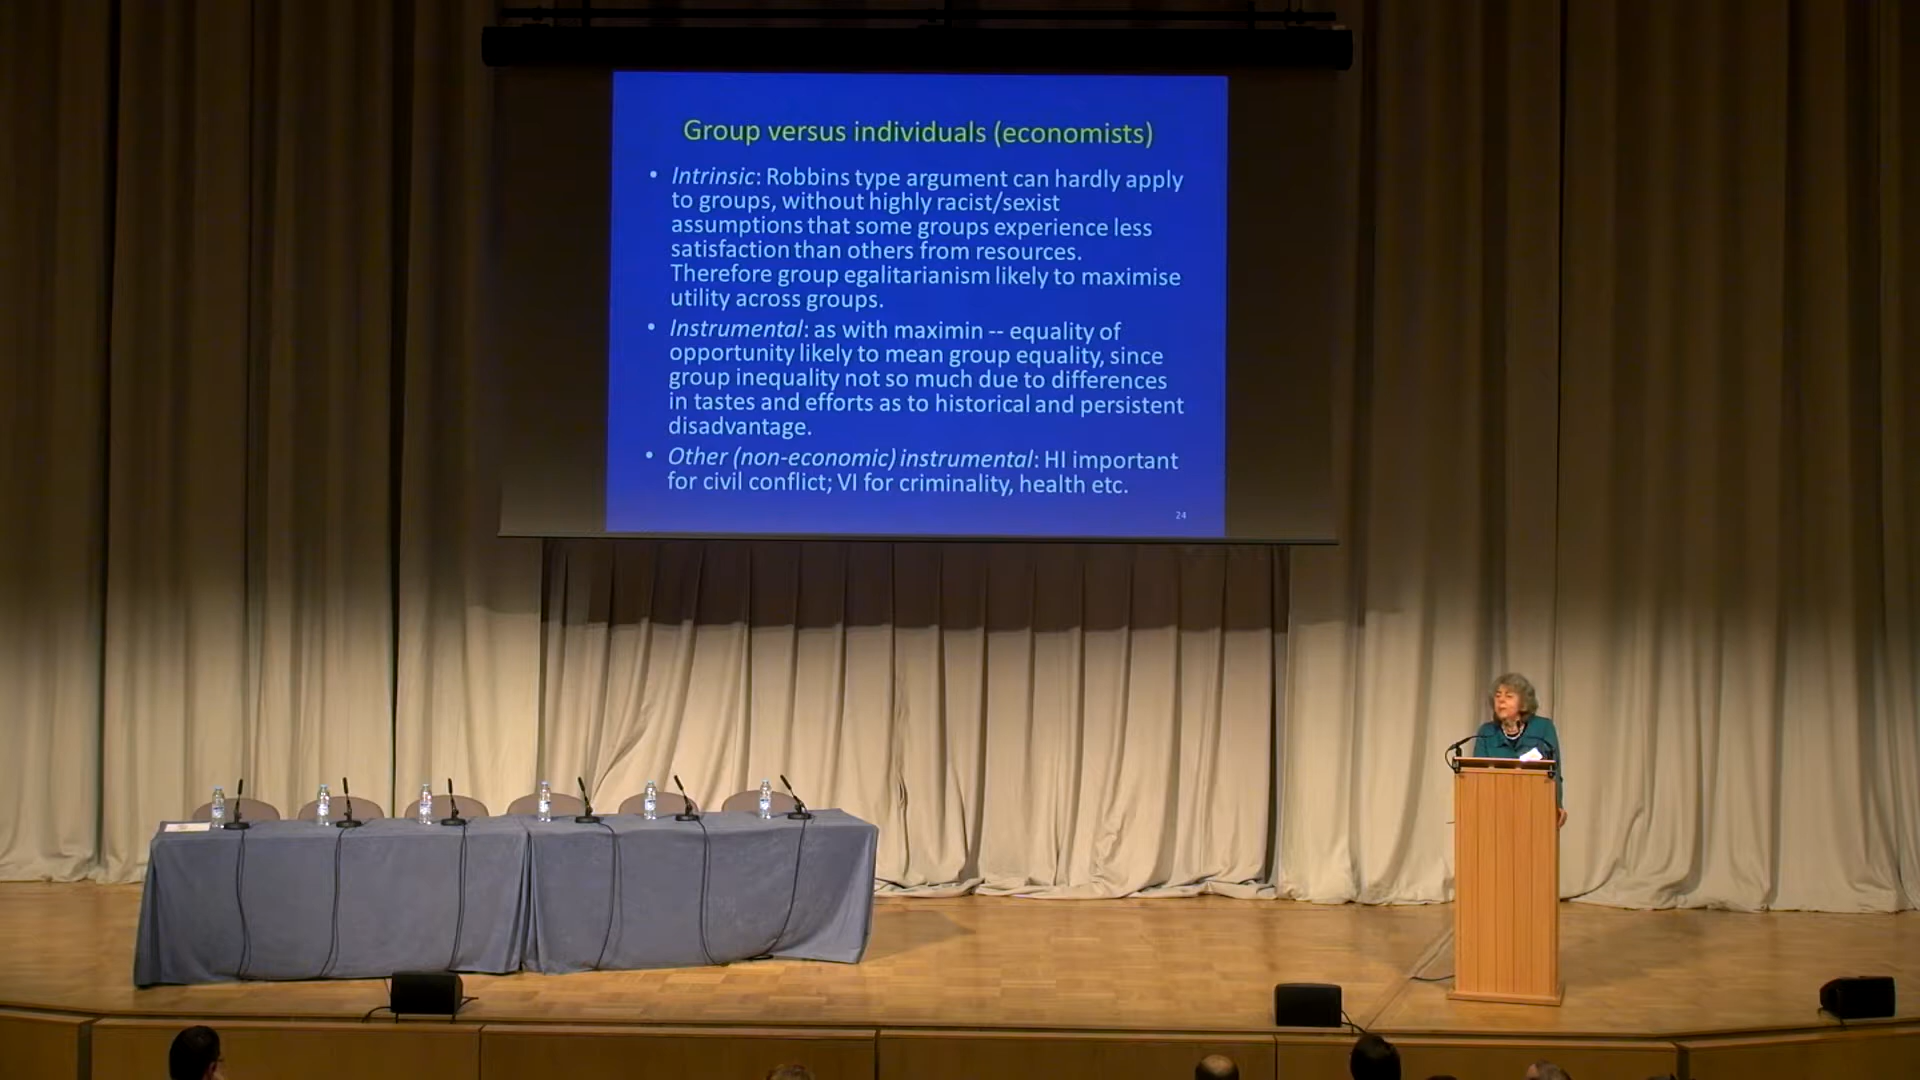 Group versus individuals (economists)
• Intrinsic: Robbins type argument can hardly apply
to groups, without highly racist/sexist
assumptions that some groups experience less
satisfaction than others from resources.
Therefore group egalitarianism likely to maximise
utility across groups.
• Instrumental: as with maximin -- equality of
opportunity likely to mean group equality, since
group inequality not so much due to differences
in tastes and efforts as to historical and persistent
disadvantage.
• Other (non-economic) instrumental: HI important
for civil conflict; VI for criminality, health etc.
24